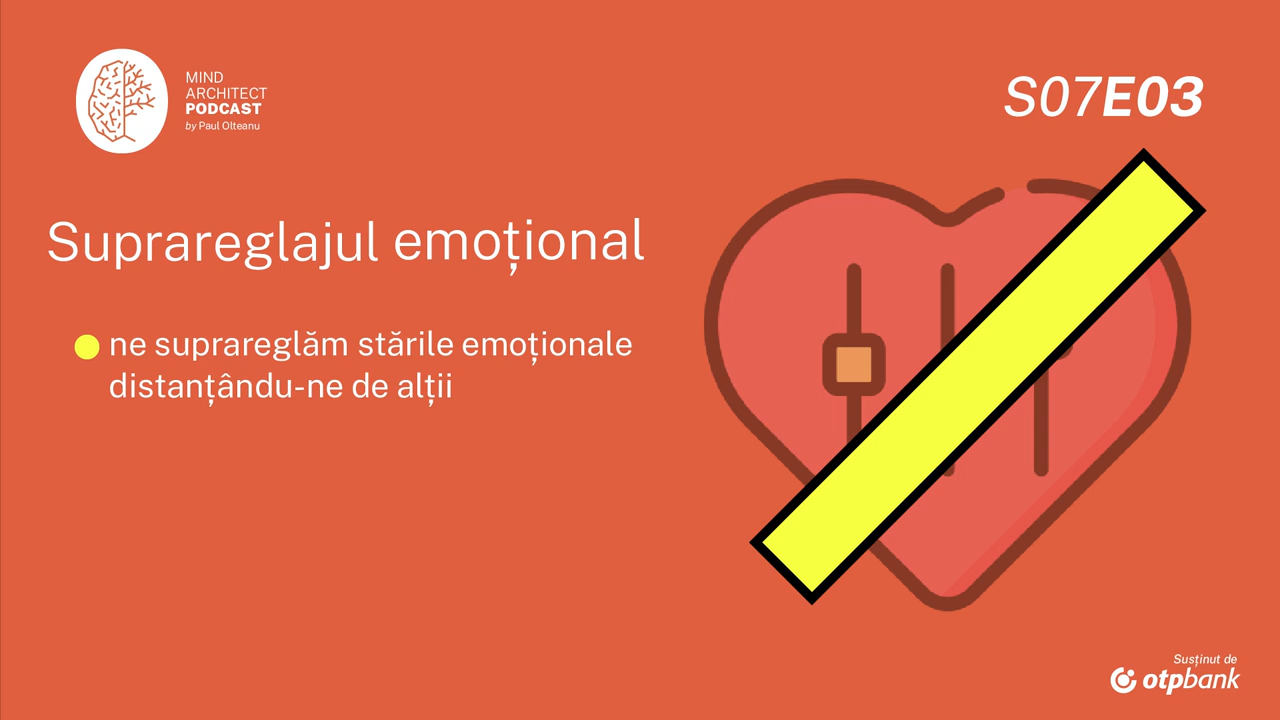 MIND
ARCHITECT
PODCAST
by Paul Olteanu
S07E03
Suprareglajul emoțional
ne suprareglăm stările emoționale
distanțându-ne de alții
Susținut de
otpbank